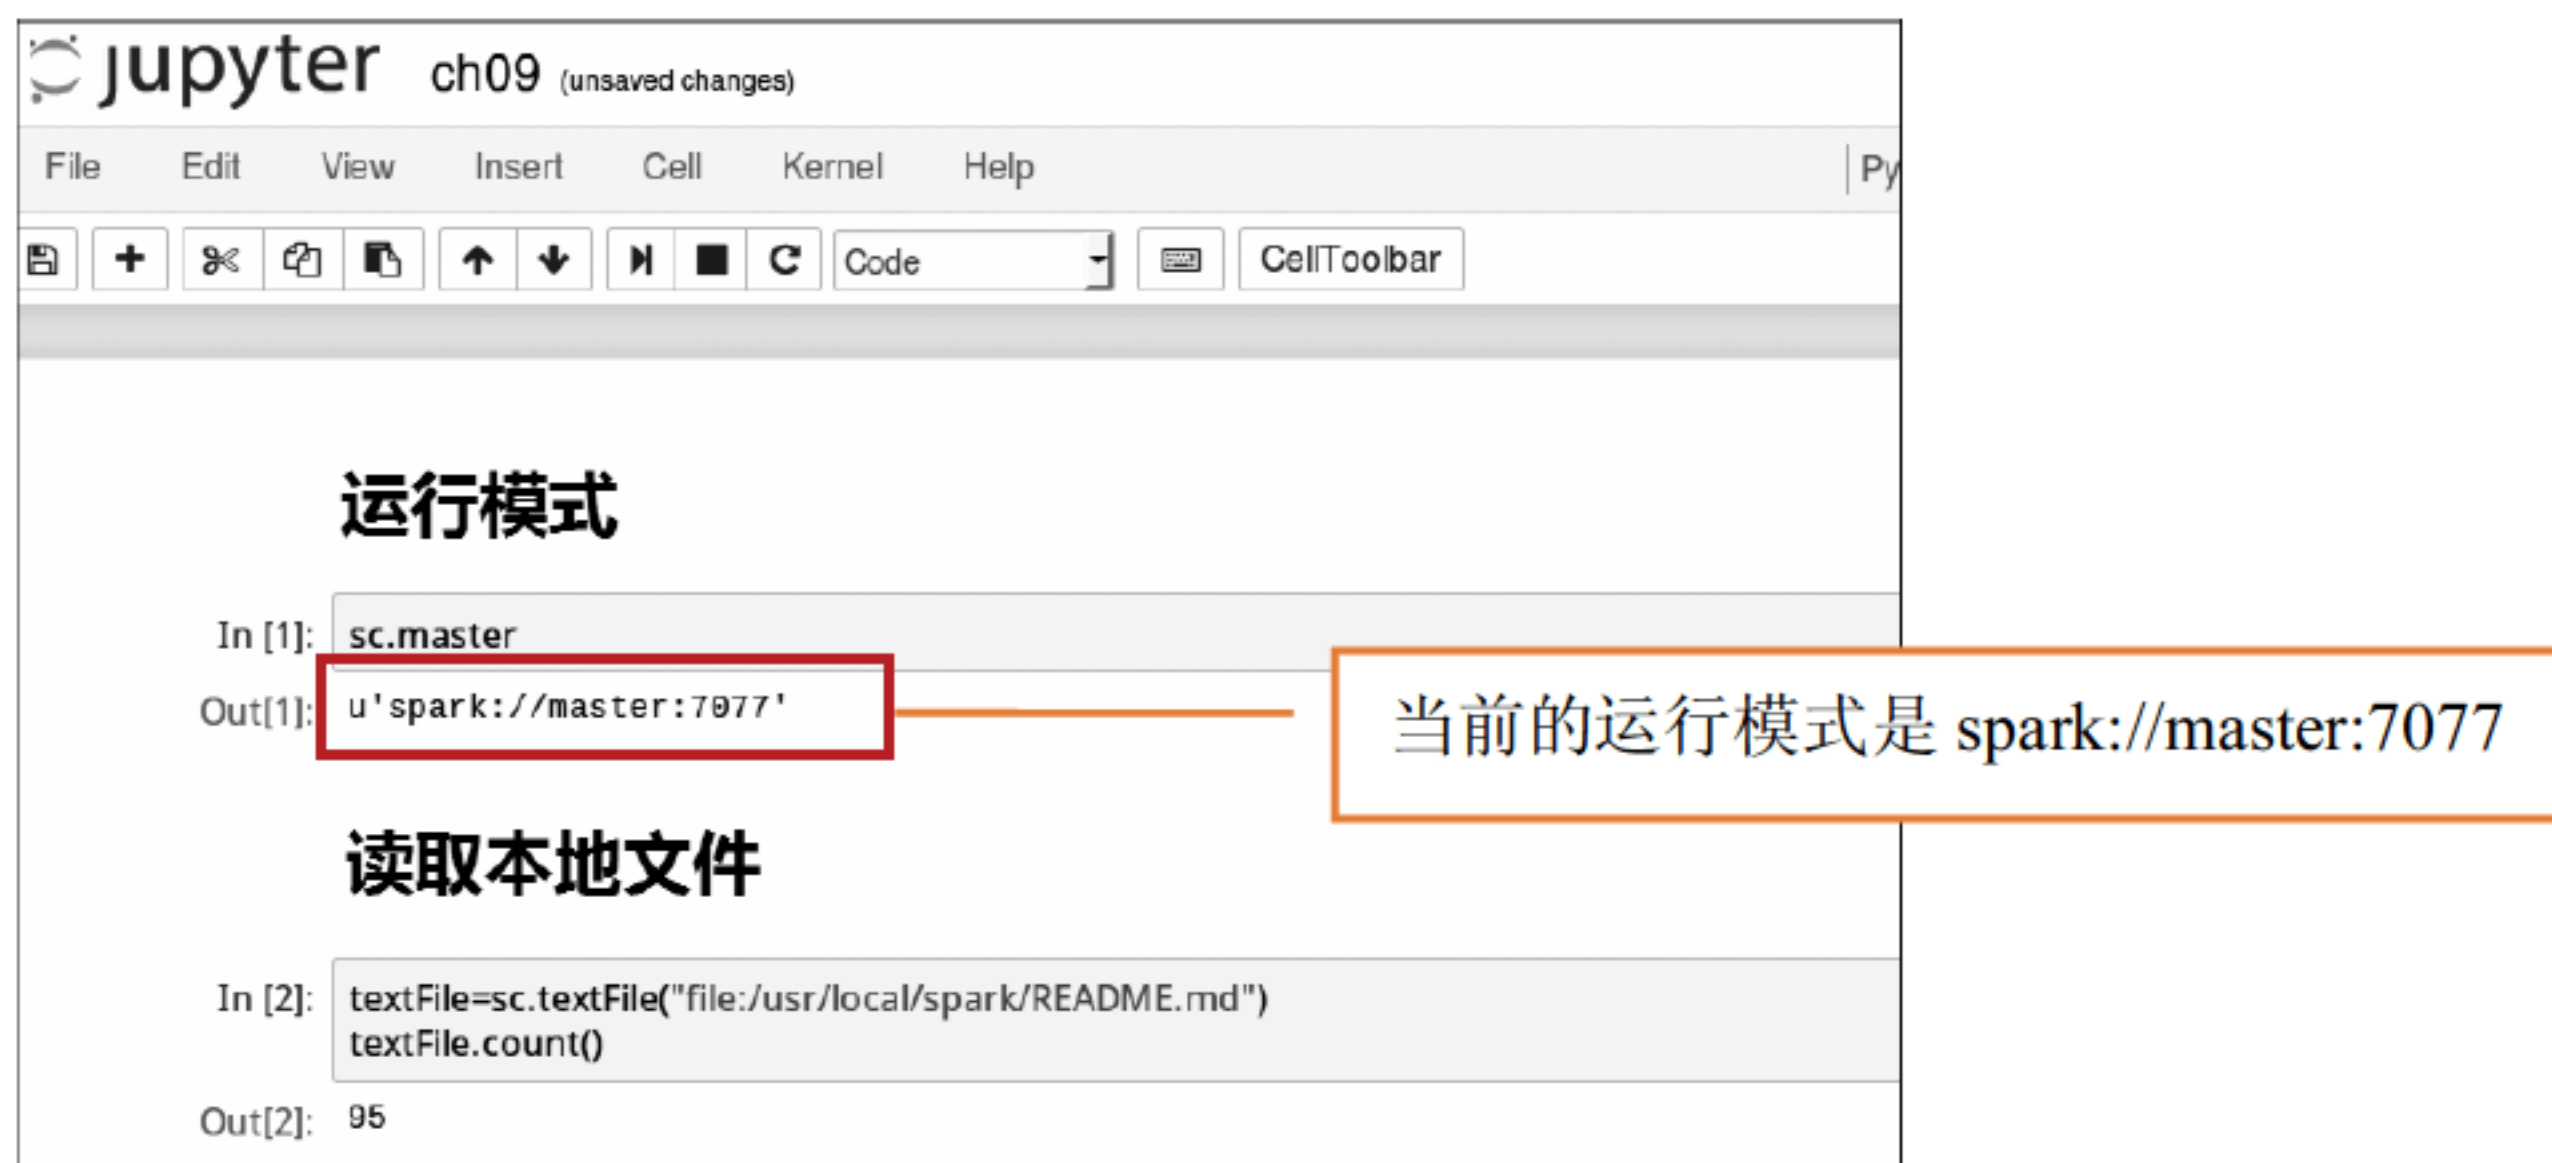 jupyter ch09 (unsaved changes)
File Edit View Insert Cell Kernel Help Py
Code CellToolbar
运行模式
In [1]: sc.master
Out[1]: u'spark://master:7077'
当前的运行模式是 spark://master:7077
读取本地文件
In [2]: textFile=sc.textFile("file:/usr/local/spark/README.md")
textFile.count()
Out[2]: 95